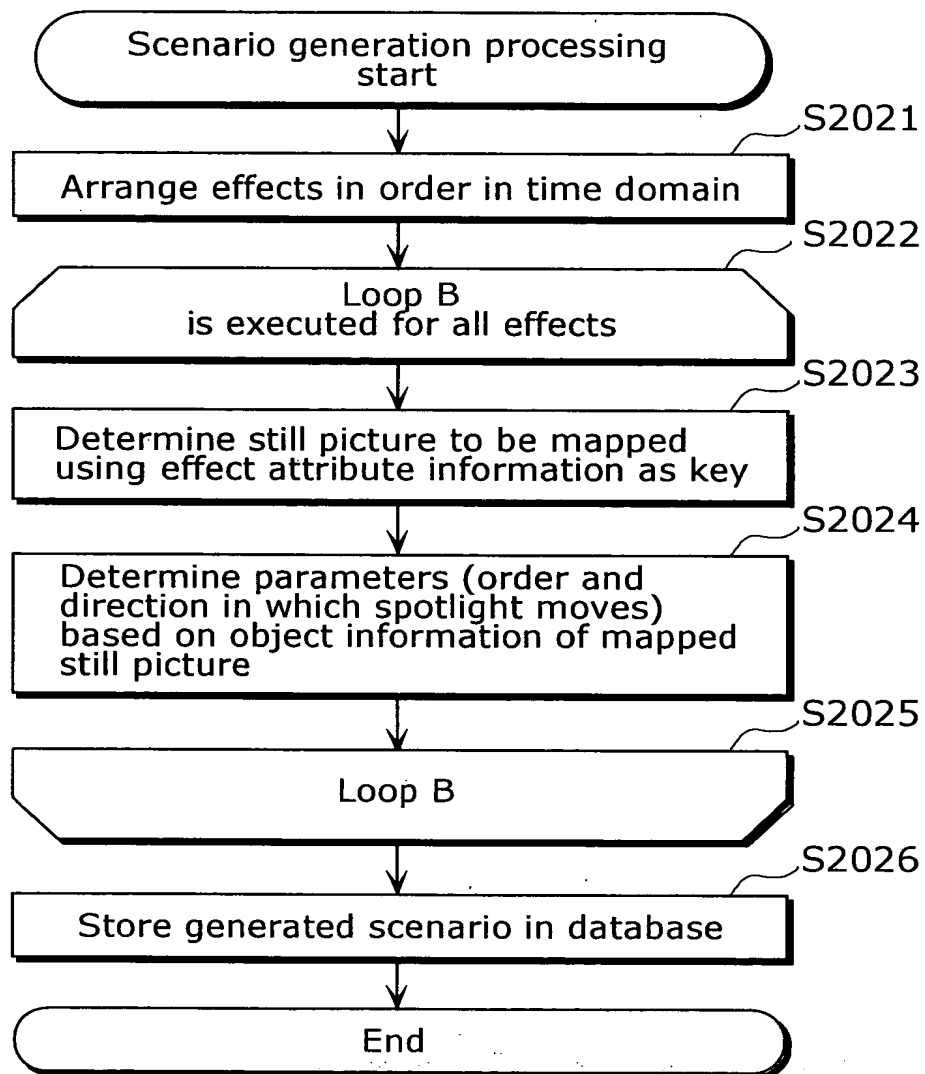 Scenario generation processing
start
S2021
Arrange effects in order in time domain
S2022
Loop B
is executed for all effects
S2023
Determine still picture to be mapped
using effect attribute information as key
S2024
Determine parameters (order and
direction in which spotlight moves)
based on object information of mapped
still picture
S2025
Loop B
S2026
Store generated scenario in database
End